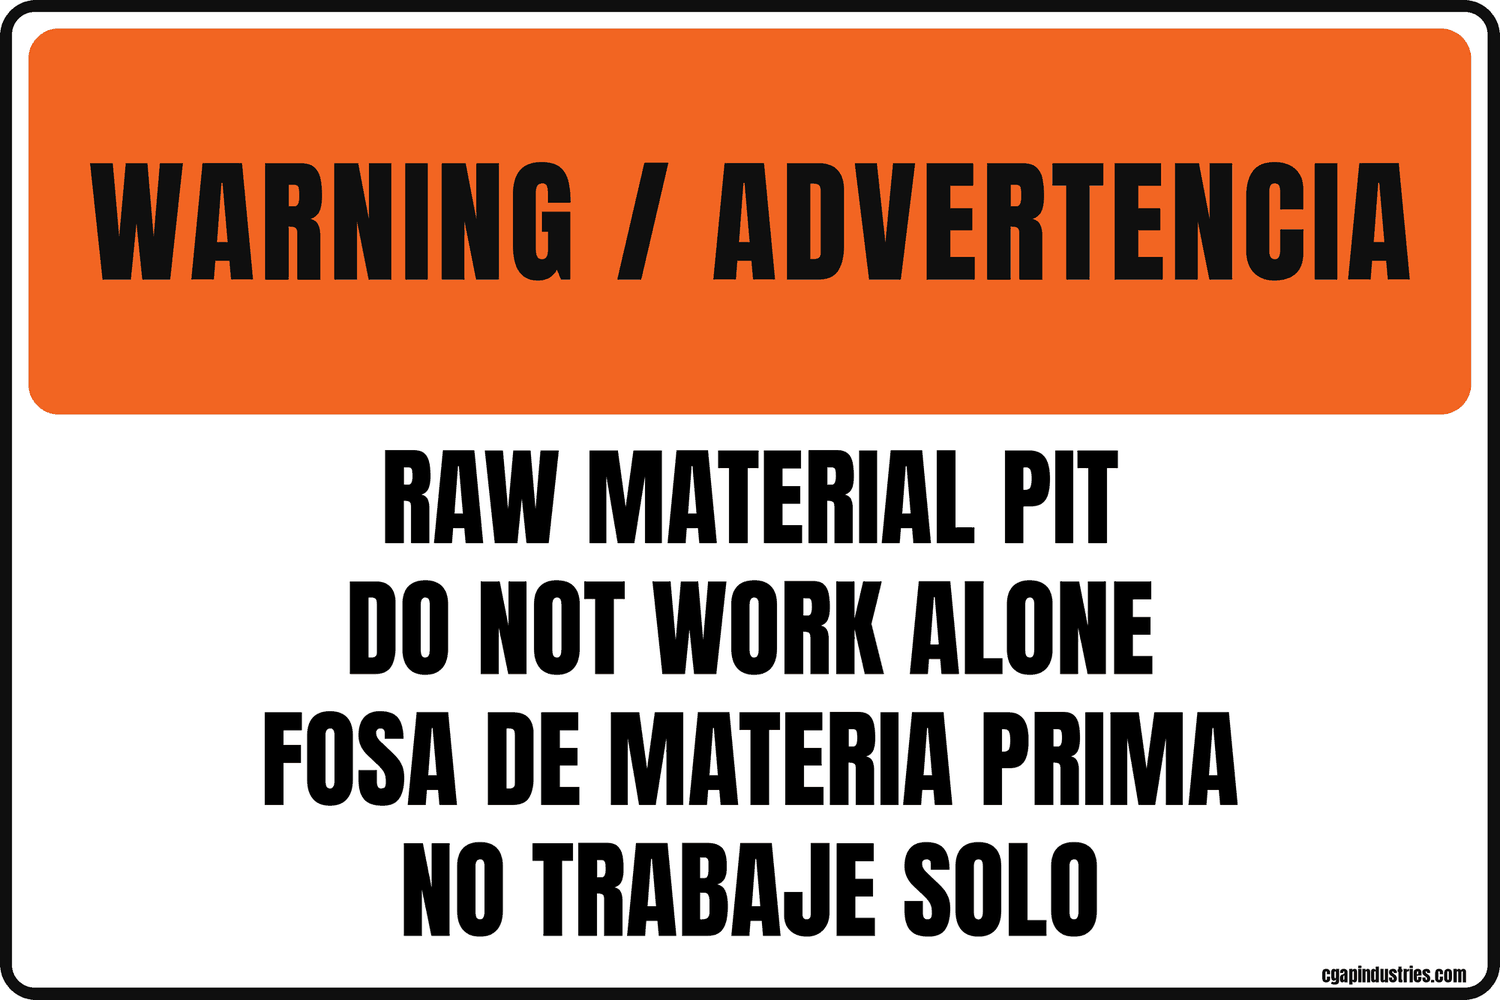 WARNING / ADVERTENCIA
RAW MATERIAL PIT
DO NOT WORK ALONE
FOSA DE MATERIA PRIMA
NO TRABAJE SOLO
cgapindustries.com